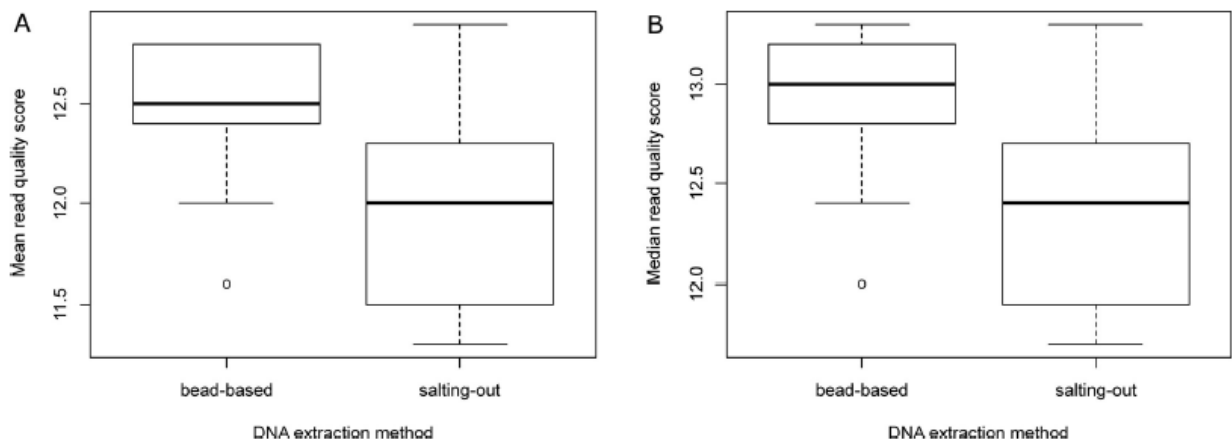 A
Mean read quality score
12.5
12.0
11.5
bead-based
salting-out
DNA extraction method
B
Median read quality score
13.0
12.5
12.0
bead-based
salting-out
DNA extraction method